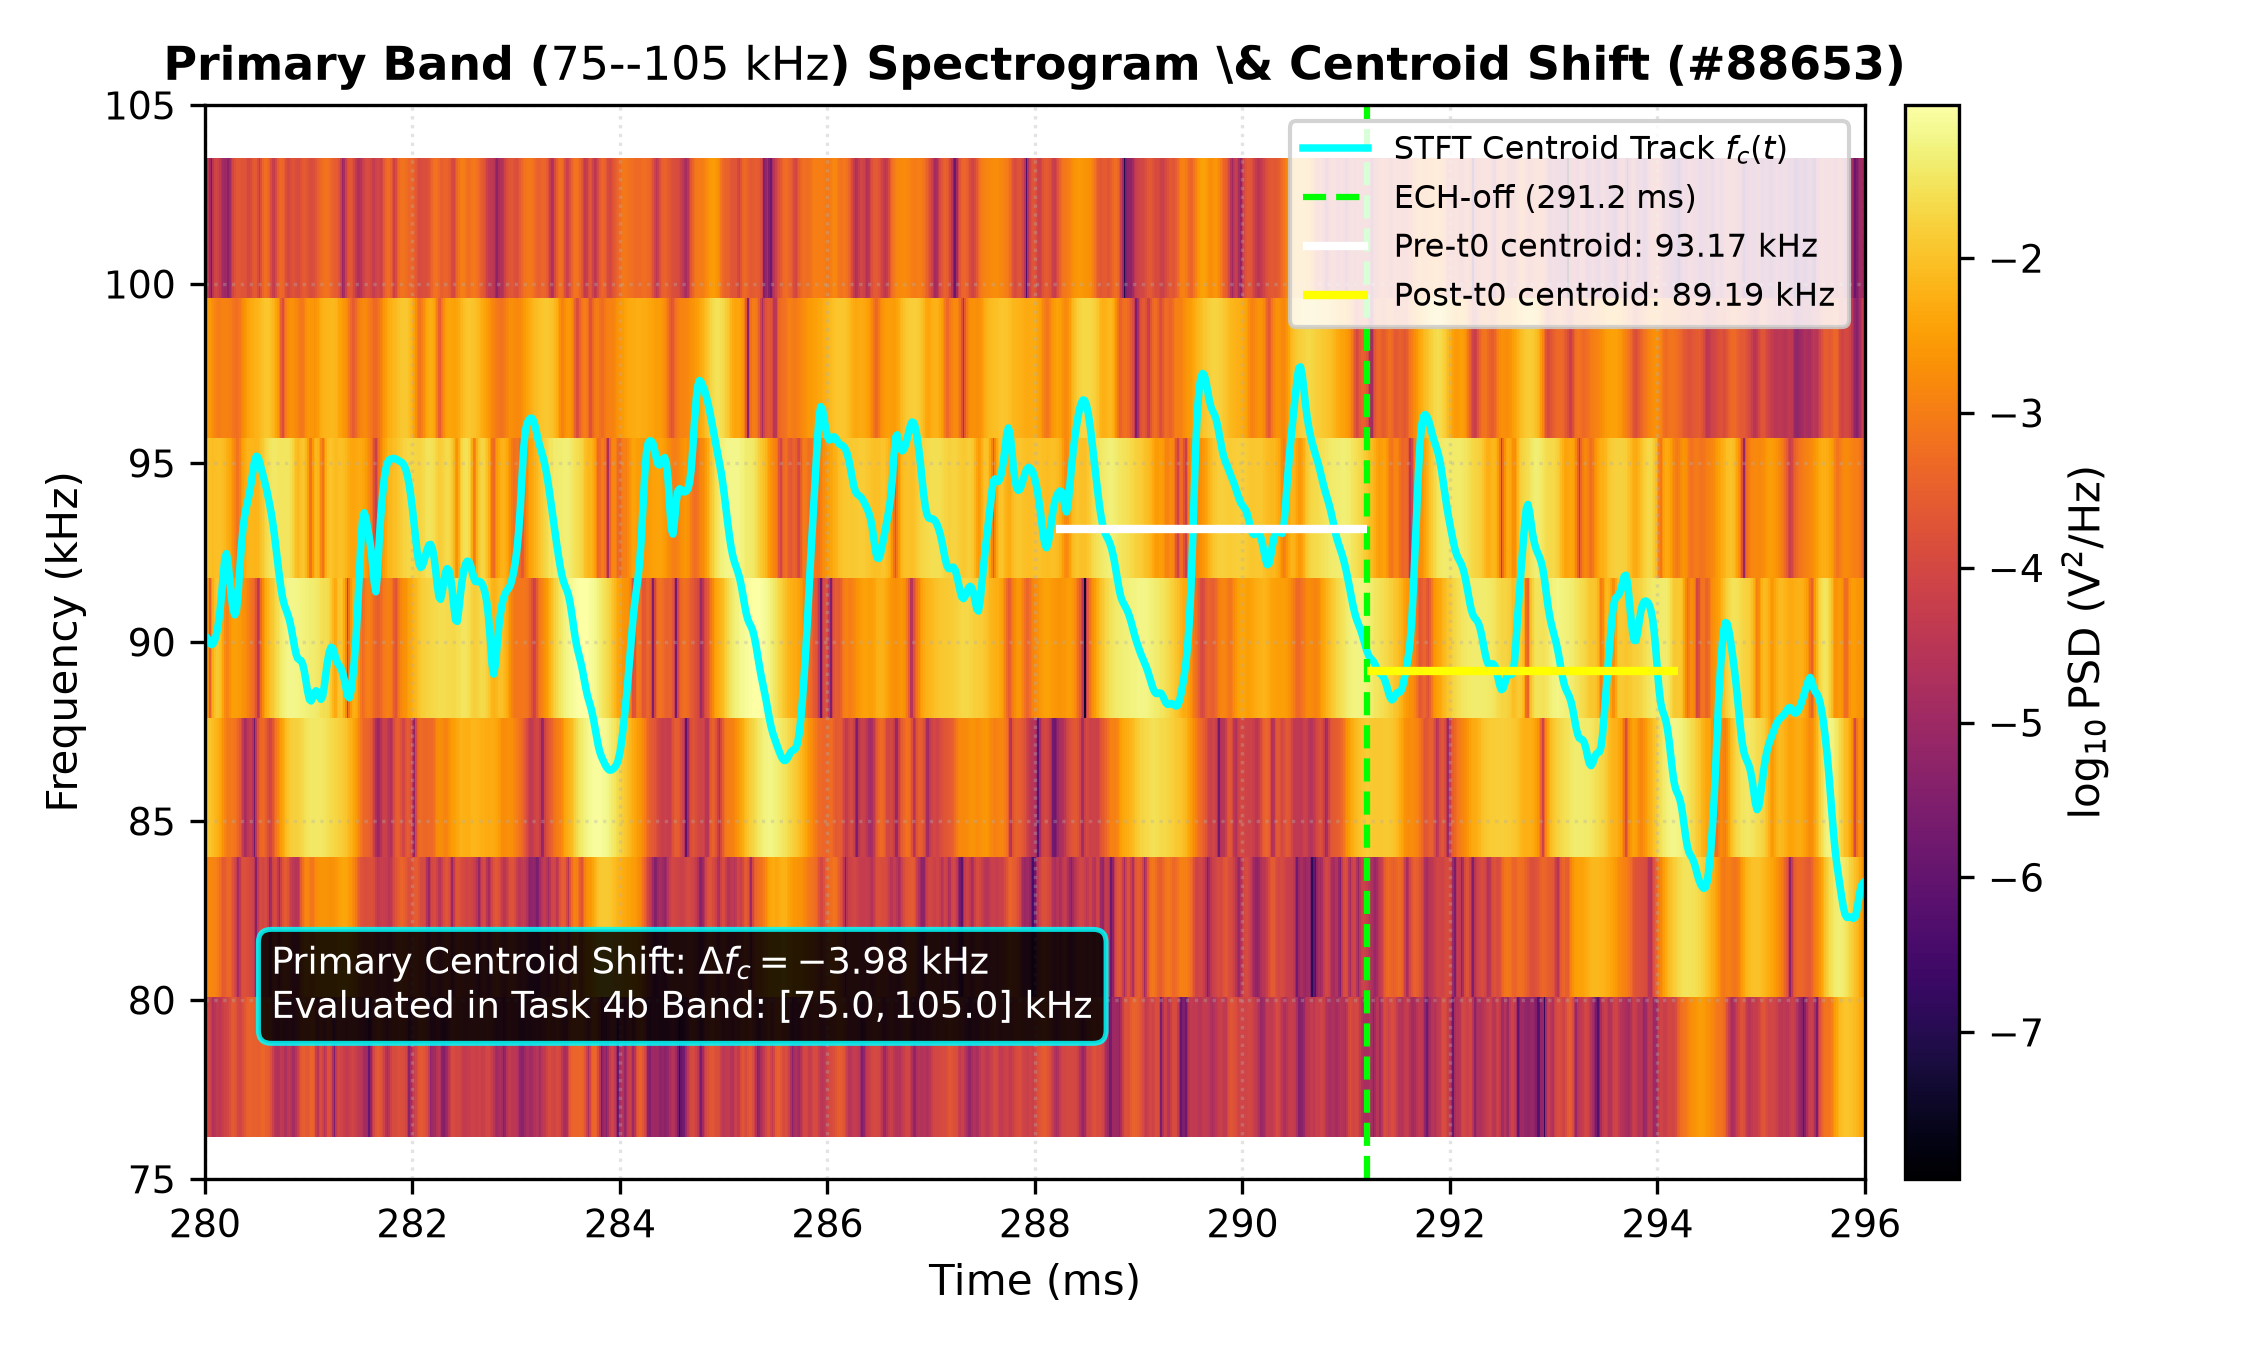 Primary Band (75--105 kHz) Spectrogram \& Centroid Shift (#88653)
105
100
95
90
85
80
75
Frequency (kHz)
STFT Centroid Track f_c(t)
ECH-off (291.2 ms)
Pre-t0 centroid: 93.17 kHz
Post-t0 centroid: 89.19 kHz
Primary Centroid Shift: Δf_c = −3.98 kHz
Evaluated in Task 4b Band: [75.0, 105.0] kHz
280 282 284 286 288 290 292 294 296
Time (ms)
−2
−3
−4
−5
−6
−7
log₁₀ PSD (V²/Hz)